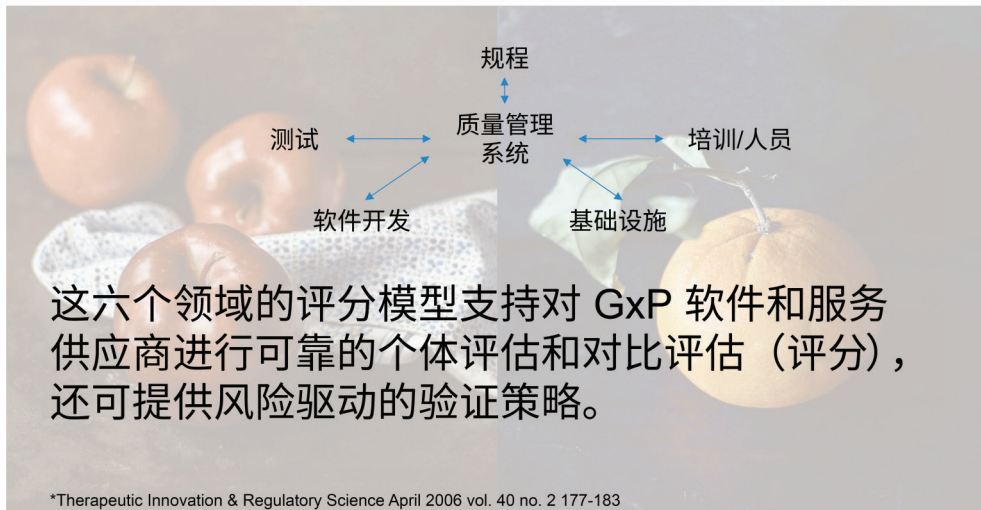 规程
测试
质量管理
系统
培训/人员
软件开发
基础设施
这六个领域的评分模型支持对 GxP 软件和服务
供应商进行可靠的个体评估和对比评估（评分），
还可提供风险驱动的验证策略。
*Therapeutic Innovation & Regulatory Science April 2006 vol. 40 no. 2 177-183